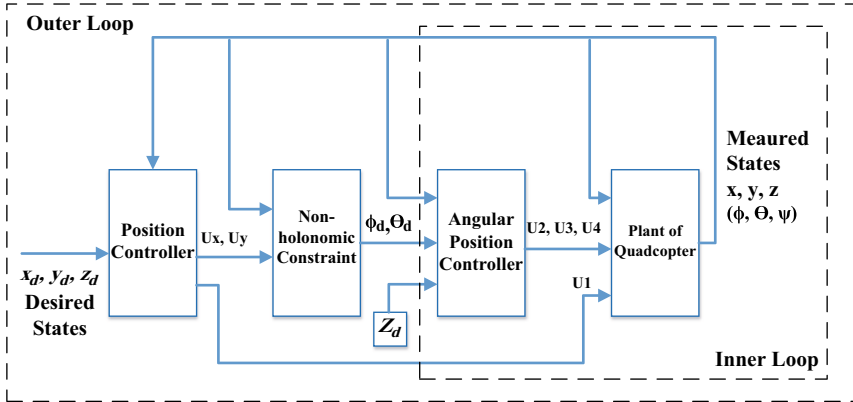 Outer Loop
Position
Controller
Ux, Uy
Non-
holonomic
Constraint
ϕd,Ɵd
Angular
Position
Controller
U2, U3, U4
Plant of
Quadcopter
U1
Meaured
States
x, y, z
(ϕ, Ɵ, ψ)
xd, yd, zd
Desired
States
Zd
Inner Loop